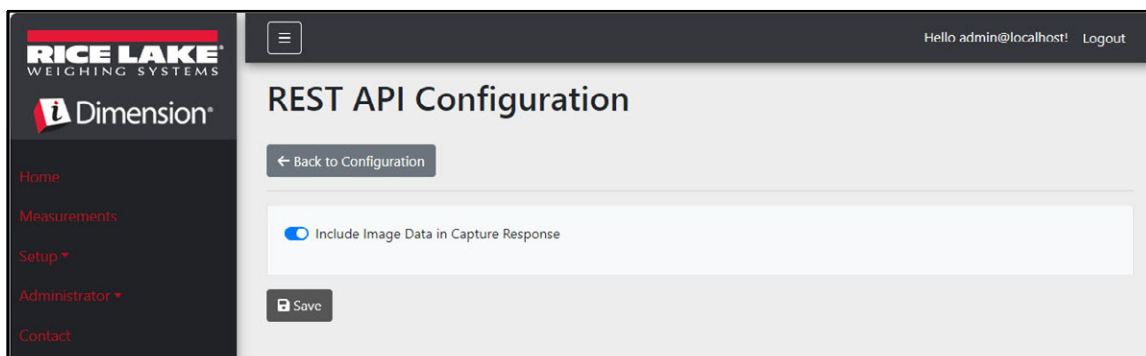 RICE LAKE®
WEIGHING SYSTEMS
i Dimension®
Home
Measurements
Setup
Administrator
Contact
Hello admin@localhost! Logout
REST API Configuration
← Back to Configuration
Include Image Data in Capture Response
Save